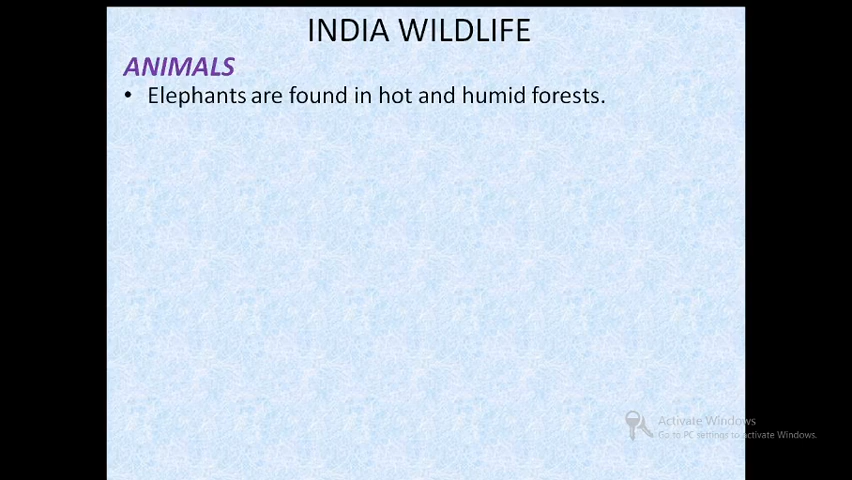 INDIA WILDLIFE
ANIMALS
• Elephants are found in hot and humid forests.
Activate Windows
Go to PC settings to activate Windows.